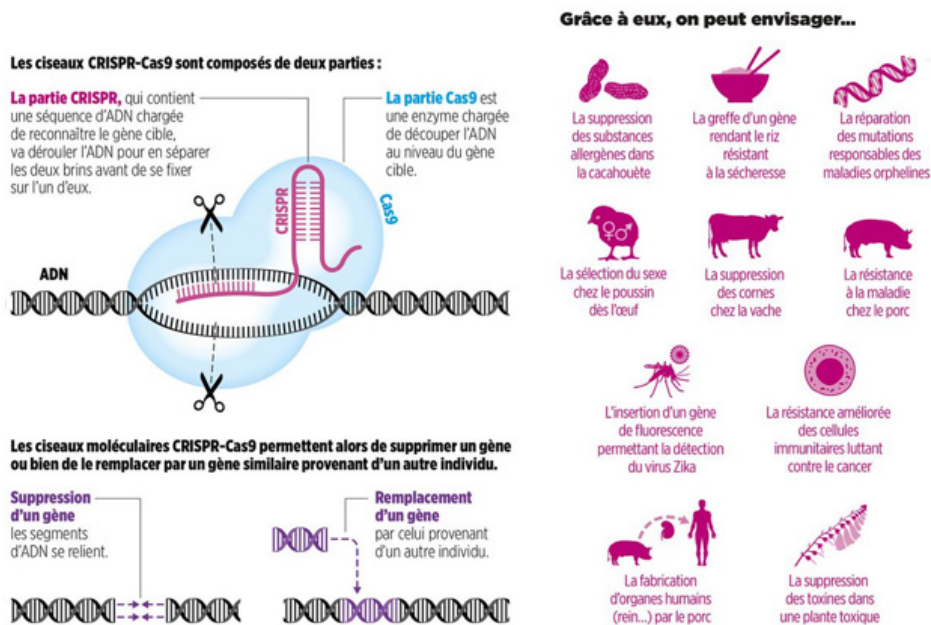 Les ciseaux CRISPR-Cas9 sont composés de deux parties :
La partie CRISPR, qui contient
une séquence d'ADN chargée
de reconnaître le gène cible,
va dérouler l'ADN pour en séparer
les deux brins avant de se fixer
sur l'un d'eux.
La partie Cas9 est
une enzyme chargée
de découper l'ADN
au niveau du gène
cible.
CRISPR
Cas9
ADN
Les ciseaux moléculaires CRISPR-Cas9 permettent alors de supprimer un gène
ou bien de le remplacer par un gène similaire provenant d'un autre individu.
Suppression
d'un gène
les segments
d'ADN se relient.
Remplacement
d'un gène
par celui provenant
d'un autre individu.
Grâce à eux, on peut envisager...
La suppression
des substances
allergènes dans
la cacahouète
La greffe d'un gène
rendant le riz
résistant
à la sécheresse
La réparation
des mutations
responsables des
maladies orphelines
La sélection du sexe
chez le poussin
dès l'œuf
La suppression
des cornes
chez la vache
La résistance
à la maladie
chez le porc
L'insertion d'un gène
de fluorescence
permettant la détection
du virus Zika
La résistance améliorée
des cellules
immunitaires luttant
contre le cancer
La fabrication
d'organes humains
(rein...) par le porc
La suppression
des toxines dans
une plante toxique